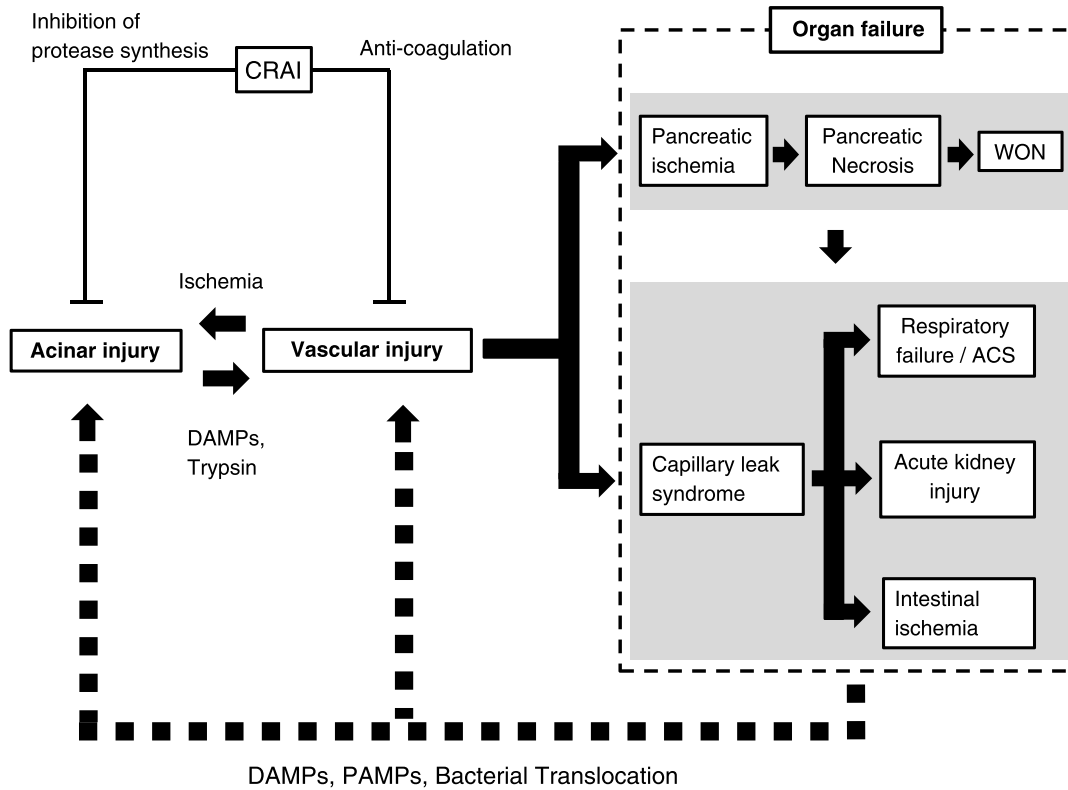 Inhibition of
protease synthesis
CRAI
Anti-coagulation
Organ failure
Pancreatic
ischemia
Pancreatic
Necrosis
WON
Ischemia
Acinar injury
Vascular injury
DAMPs,
Trypsin
Respiratory
failure / ACS
Capillary leak
syndrome
Acute kidney
injury
Intestinal
ischemia
DAMPs, PAMPs, Bacterial Translocation